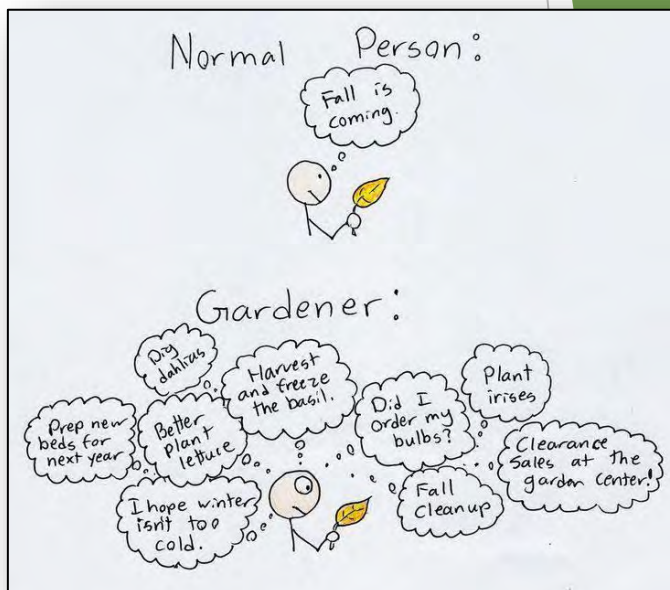 Normal Person:
Fall is
coming.
Gardener:
Dig
dahlias
Harvest
and freeze
the basil.
Plant
irises
Prep new
beds for
next year
Better
plant
lettuce
Did I
order my
bulbs?
Clearance
Sales at the
garden center!
I hope winter
isn't too
cold.
Fall
Cleanup